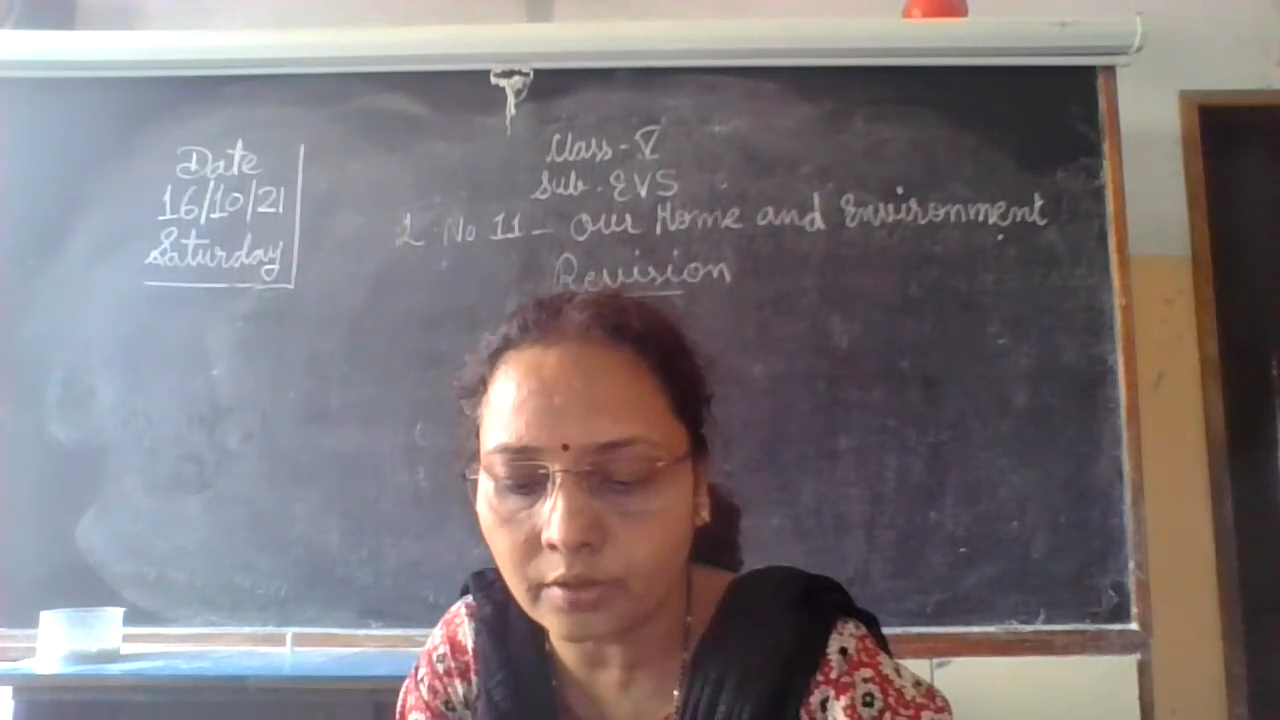 Date
16/10/21
Saturday
Class - V
Sub. EVS
L No 11 - Our Home and Environment
Revision